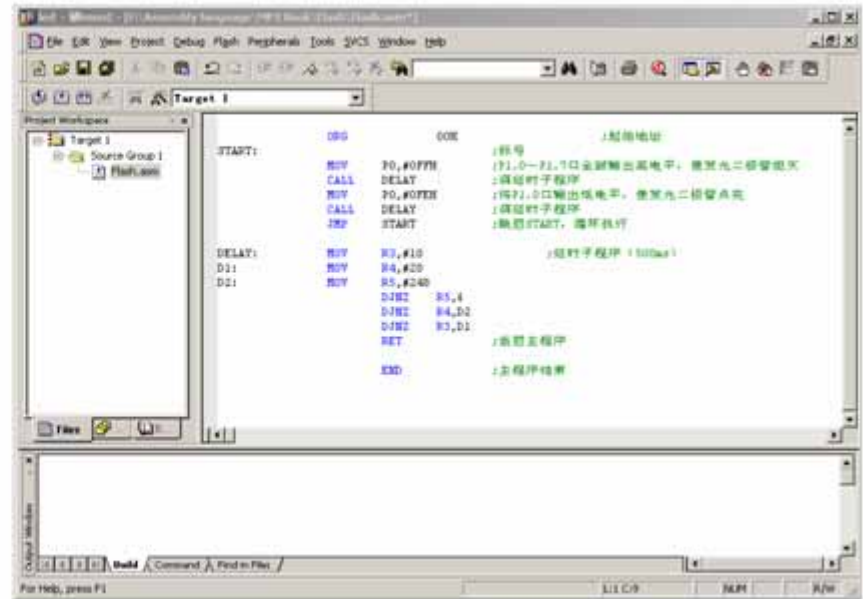 File Edit View Project Debug Flash Peripherals Tools SVCS Window Help
Target 1
Project Workspace
Target 1
Source Group 1
Flash.asm
ORG 00H ;起始地址
START: ;标号
MOV P0,#0FFH ;P1.0~P1.7口全部输出高电平，使发光二极管熄灭
CALL DELAY ;调延时子程序
MOV P0,#0FEH ;将P1.0口输出低电平，使发光二极管点亮
CALL DELAY ;调延时子程序
JMP START ;跳回START，循环执行
DELAY: MOV R3,#10 ;延时子程序（500ms）
D1: MOV R4,#20
D2: MOV R5,#248
DJNZ R5,$
DJNZ R4,D2
DJNZ R3,D1
RET ;返回主程序
END ;主程序结束
Files
Output Window
Build Command Find in Files
For Help, press F1
L:1 C:9 NUM R/W